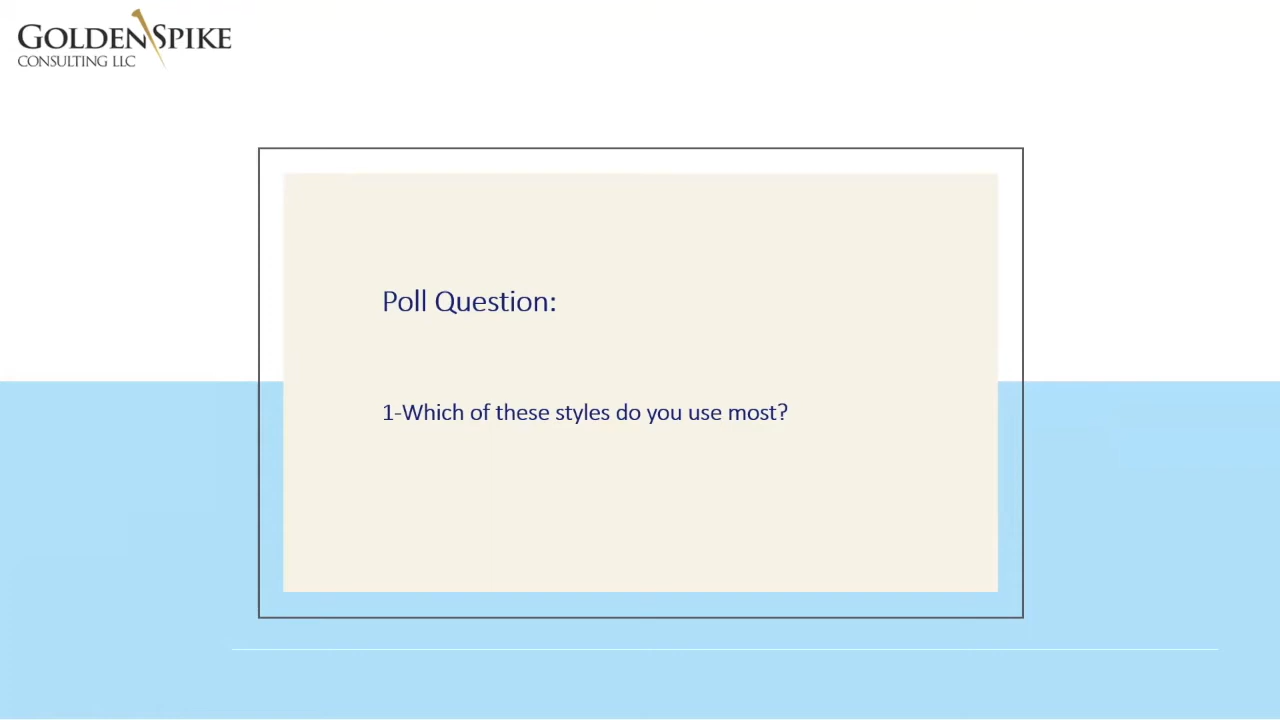 GOLDEN SPIKE
CONSULTING LLC
Poll Question:
1-Which of these styles do you use most?